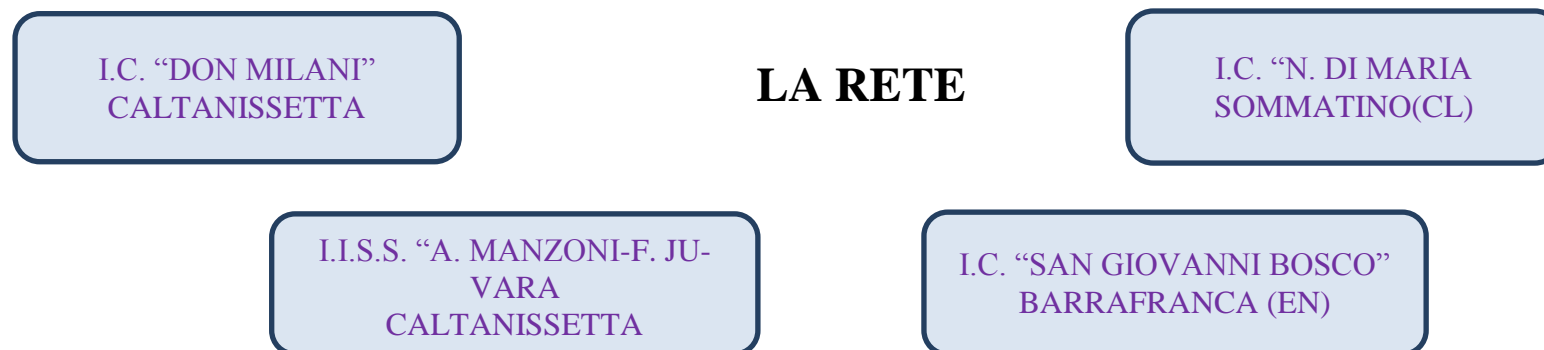 I.C. “DON MILANI”
CALTANISSETTA
LA RETE
I.C. “N. DI MARIA
SOMMATINO(CL)
I.I.S.S. “A. MANZONI-F. JU-
VARA
CALTANISSETTA
I.C. “SAN GIOVANNI BOSCO”
BARRAFRANCA (EN)